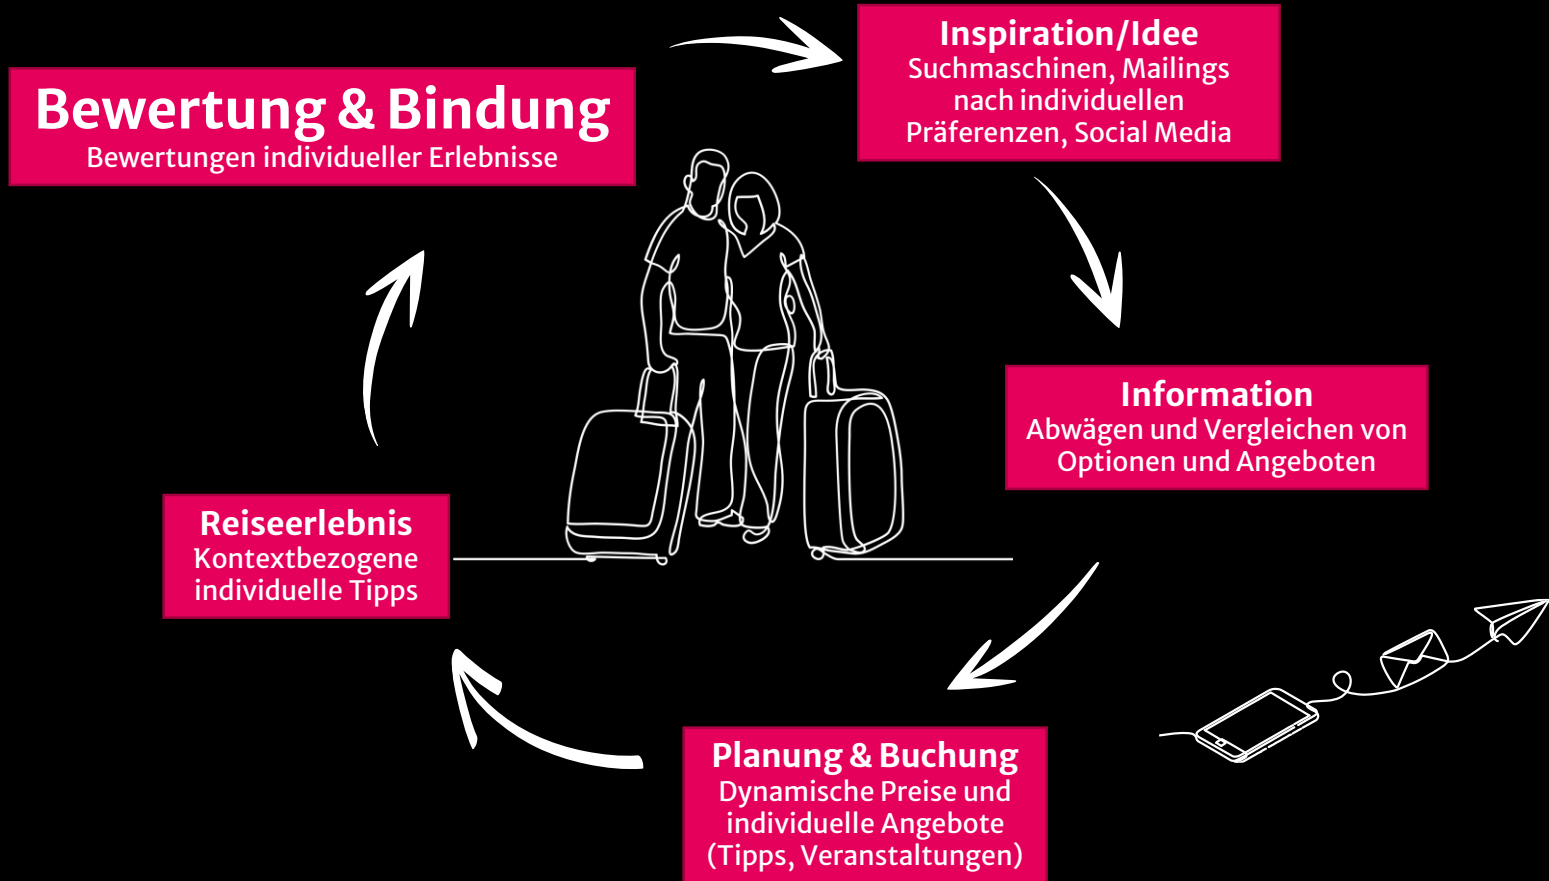 Bewertung & Bindung
Bewertungen individueller Erlebnisse
Inspiration/Idee
Suchmaschinen, Mailings
nach individuellen
Präferenzen, Social Media
Information
Abwägen und Vergleichen von
Optionen und Angeboten
Reiseerlebnis
Kontextbezogene
individuelle Tipps
Planung & Buchung
Dynamische Preise und
individuelle Angebote
(Tipps, Veranstaltungen)